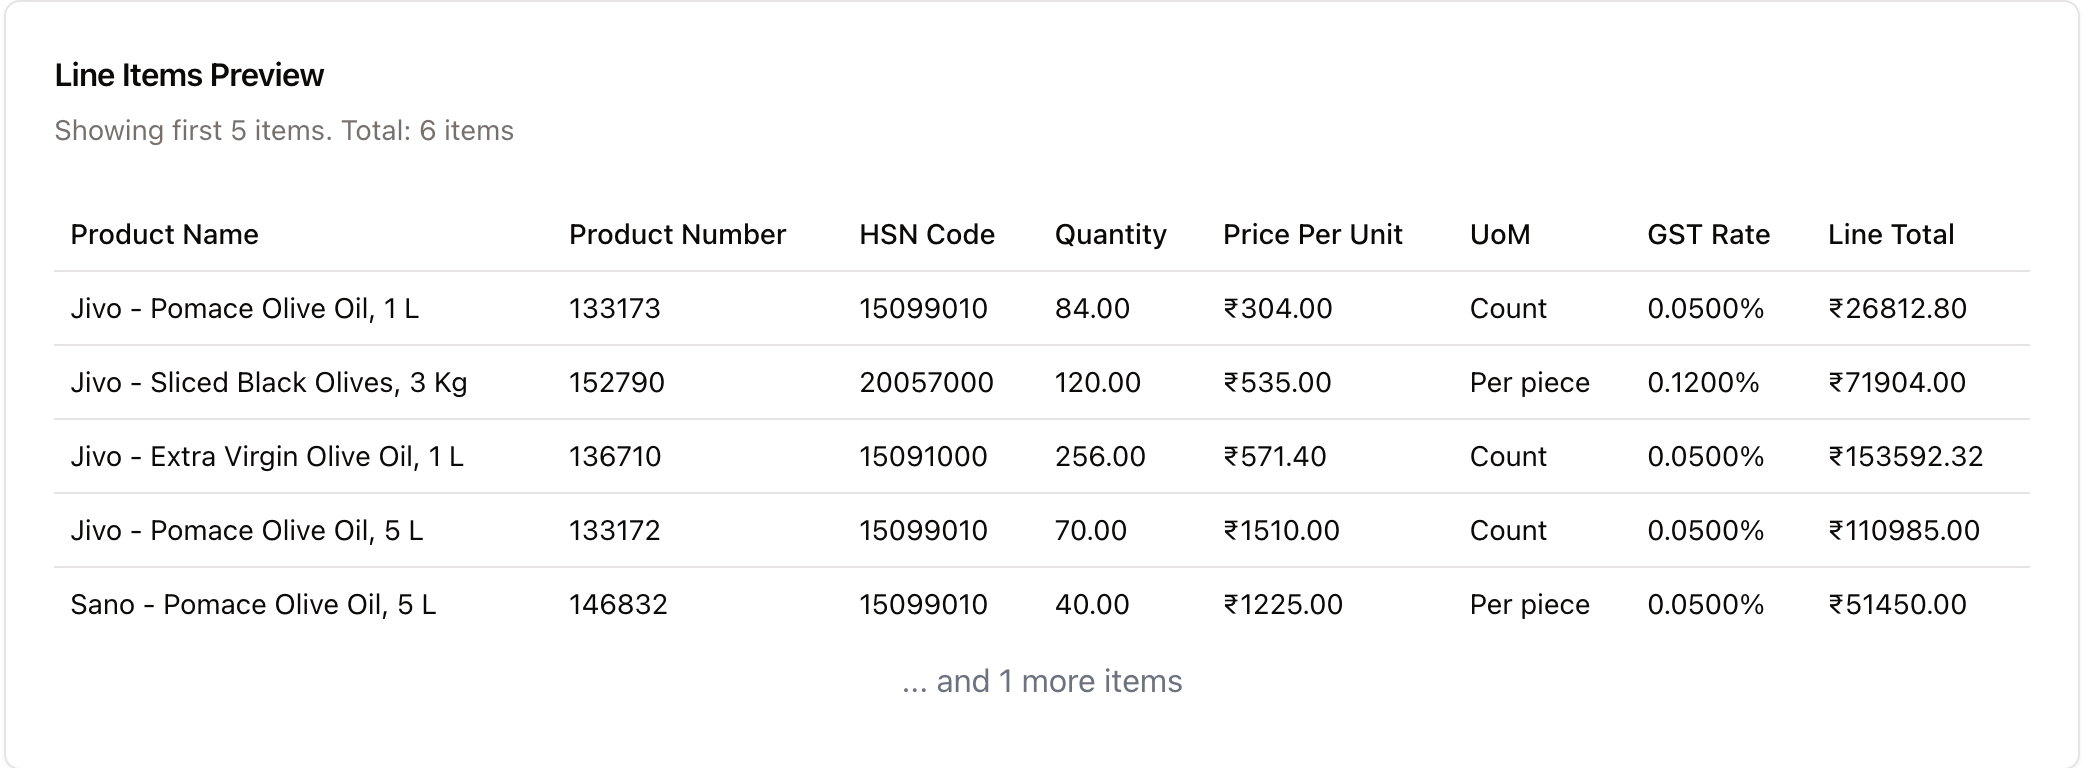 Line Items Preview
Showing first 5 items. Total: 6 items
Product Name Product Number HSN Code Quantity Price Per Unit UoM GST Rate Line Total
Jivo - Pomace Olive Oil, 1 L 133173 15099010 84.00 ₹304.00 Count 0.0500% ₹26812.80
Jivo - Sliced Black Olives, 3 Kg 152790 20057000 120.00 ₹535.00 Per piece 0.1200% ₹71904.00
Jivo - Extra Virgin Olive Oil, 1 L 136710 15091000 256.00 ₹571.40 Count 0.0500% ₹153592.32
Jivo - Pomace Olive Oil, 5 L 133172 15099010 70.00 ₹1510.00 Count 0.0500% ₹110985.00
Sano - Pomace Olive Oil, 5 L 146832 15099010 40.00 ₹1225.00 Per piece 0.0500% ₹51450.00
... and 1 more items